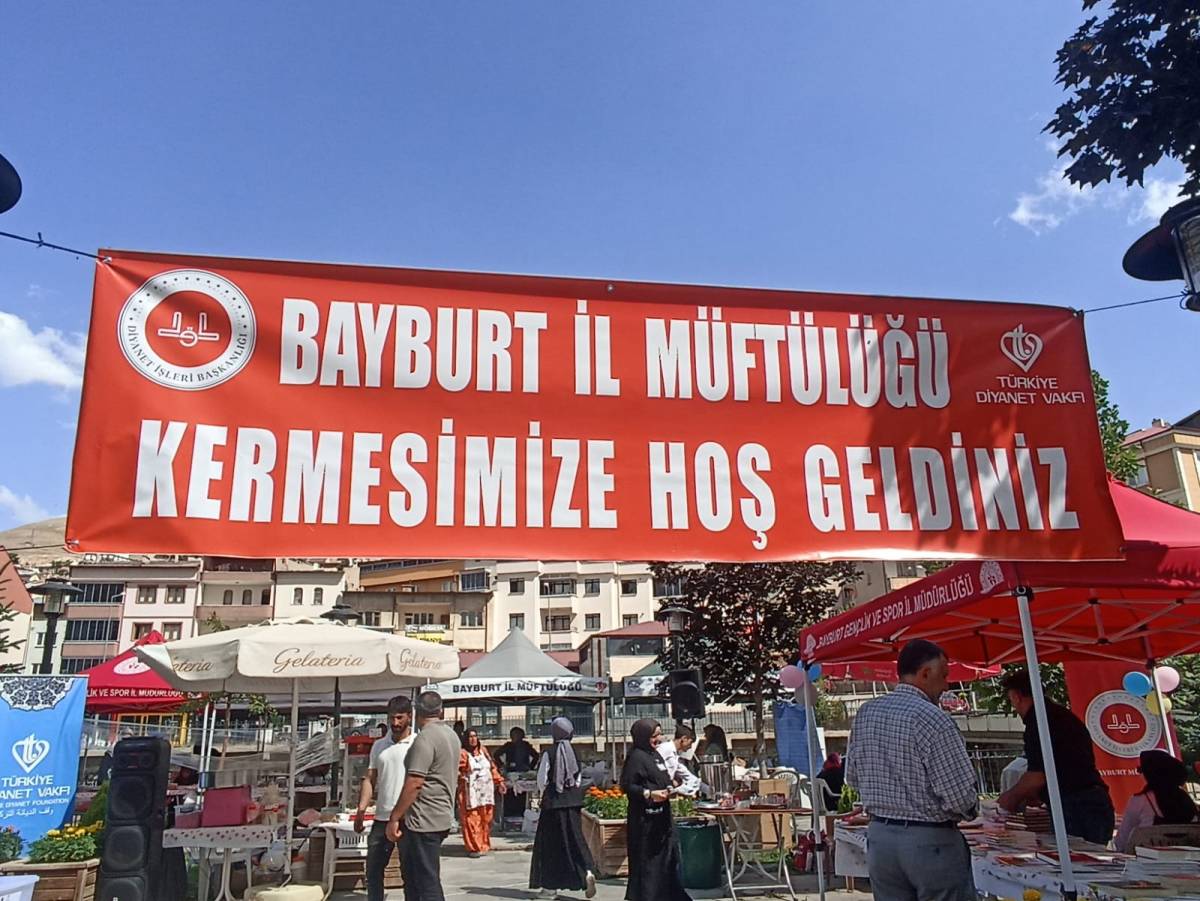 DİYANET İŞLERİ BAŞKANLIĞI
BAYBURT İL MÜFTÜLÜĞÜ
KERMESİMİZE HOŞ GELDİNİZ
TÜRKİYE
DİYANET VAKFI
BAYBURT GENÇLİK VE SPOR İL MÜDÜRLÜĞÜ
Gelateria
Gelateria
BAYBURT İL MÜFTÜLÜĞÜ
TÜRKİYE
DİYANET VAKFI